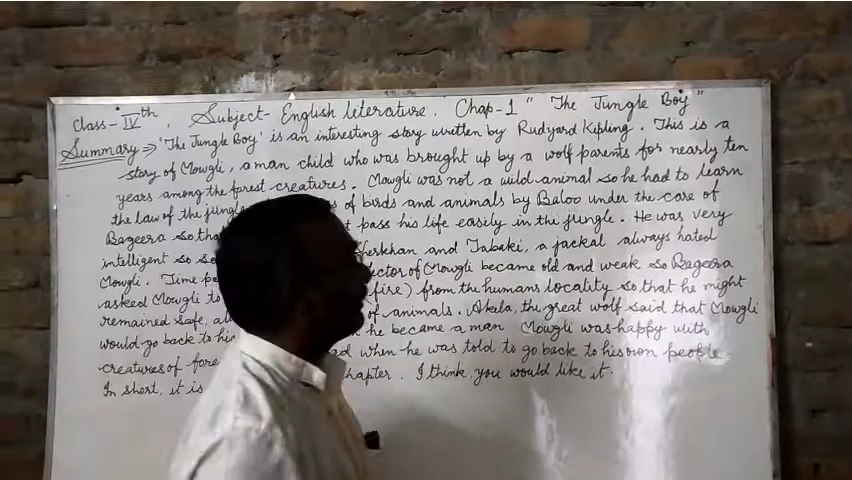 Class- IVth, Subject- English literature. Chap-1 "The Jungle Boy"
Summary ⇒ 'The Jungle Boy' is an interesting story written by Rudyard Kipling. This is a
story of Mowgli, a man child who was brought up by a wolf parents for nearly ten
years among the forest creatures. Mowgli was not a wild animal so he had to learn
the law of the jungle of birds and animals by Baloo under the care of
Bageera so tha t pass his life easily in the jungle. He was very
intelligent so so Sherkhan and Tabaki, a jackal always hated
Mowgli. Time pa ctor of Mowgli became old and weak so Bageera
asked Mowgli to fire) from the humans locality so that he might
remained safe, al of animals. Akela, the great wolf said that Mowgli
would go back to his he became a man Mowgli was happy with
creatures of fore ad when he was told to go back to his own people
In short, it is chapter. I think, you would like it.